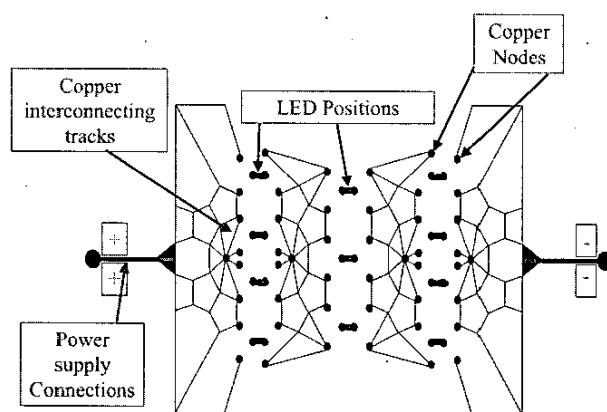 Copper
Nodes
Copper
interconnecting
tracks
LED Positions
+
+
-
-
Power
supply
Connections